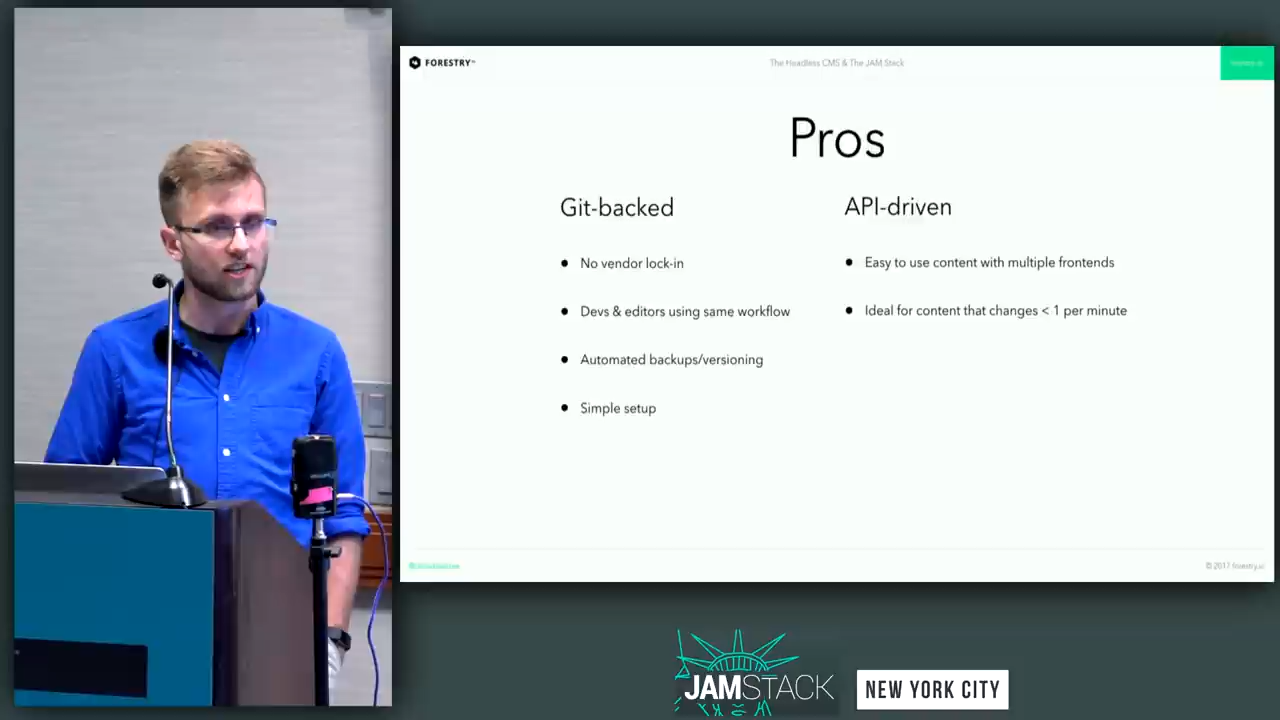 FORESTRY
The Headless CMS & The JAM Stack
Pros
Git-backed
No vendor lock-in
Devs & editors using same workflow
Automated backups/versioning
Simple setup
API-driven
Easy to use content with multiple frontends
Ideal for content that changes < 1 per minute
© 2017 forestry.io
JAMSTACK
NEW YORK CITY